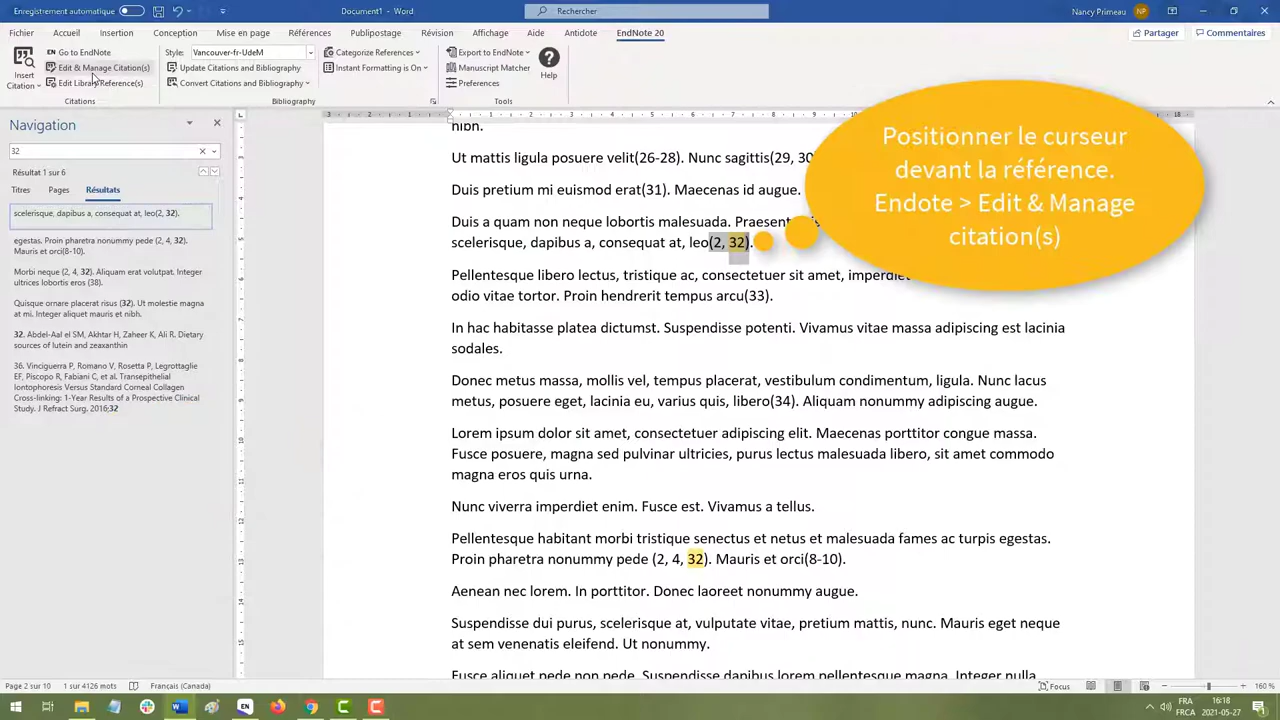 Enregistrement automatique
Document1 - Word
Rechercher
Nancy Primeau
NP
Fichier Accueil Insertion Conception Mise en page Références Publipostage Révision Affichage Aide Antidote EndNote 20
Partager
Commentaires
Insert
Citation
Go to EndNote
Edit & Manage Citation(s)
Edit Library Reference(s)
Citations
Style:
Vancouver-fr-UdeM
Update Citations and Bibliography
Convert Citations and Bibliography
Categorize References
Instant Formatting is On
Bibliography
Export to EndNote
Manuscript Matcher
Preferences
Tools
Help
Navigation
32
Résultat 1 sur 6
Titres Pages Résultats
scelerisque, dapibus a, consequat at, leo(2, 32).
egestas. Proin pharetra nonummy pede (2, 4, 32).
Mauris et orci(8-10).
Morbi neque (2, 4, 32). Aliquam erat volutpat. Integer
ultrices lobortis eros (38).
Quisque ornare placerat risus (32). Ut molestie magna
at mi. Integer aliquet mauris et nibh.
32. Abdel-Aal el SM, Akhtar H, Zaheer K, Ali R. Dietary
sources of lutein and zeaxanthin
36. Vinciguerra P, Romano V, Rosetta P, Legrottaglie
EF, Piscopo R, Fabiani C, et al. Transepithelial
Iontophoresis Versus Standard Corneal Collagen
Cross-linking: 1-Year Results of a Prospective Clinical
Study. J Refract Surg. 2016;32
nibh.
Ut mattis ligula posuere velit(26-28). Nunc sagittis(29, 30
Duis pretium mi euismod erat(31). Maecenas id augue.
Duis a quam non neque lobortis malesuada. Praesent
scelerisque, dapibus a, consequat at, leo(2, 32).
Pellentesque libero lectus, tristique ac, consectetuer sit amet, imperdiet
odio vitae tortor. Proin hendrerit tempus arcu(33).
In hac habitasse platea dictumst. Suspendisse potenti. Vivamus vitae massa adipiscing est lacinia
sodales.
Donec metus massa, mollis vel, tempus placerat, vestibulum condimentum, ligula. Nunc lacus
metus, posuere eget, lacinia eu, varius quis, libero(34). Aliquam nonummy adipiscing augue.
Lorem ipsum dolor sit amet, consectetuer adipiscing elit. Maecenas porttitor congue massa.
Fusce posuere, magna sed pulvinar ultricies, purus lectus malesuada libero, sit amet commodo
magna eros quis urna.
Nunc viverra imperdiet enim. Fusce est. Vivamus a tellus.
Pellentesque habitant morbi tristique senectus et netus et malesuada fames ac turpis egestas.
Proin pharetra nonummy pede (2, 4, 32). Mauris et orci(8-10).
Aenean nec lorem. In porttitor. Donec laoreet nonummy augue.
Suspendisse dui purus, scelerisque at, vulputate vitae, pretium mattis, nunc. Mauris eget neque
at sem venenatis eleifend. Ut nonummy.
Fusce aliquet pede non pede. Suspendisse dapibus lorem pellentesque magna. Integer nulla.
Positionner le curseur
devant la référence.
Endote > Edit & Manage
citation(s)
Page 2 sur 10
1 sur 4126 mots
Français (Canada)
Focus
160 %
FRA
FRCA
16:18
2021-05-27